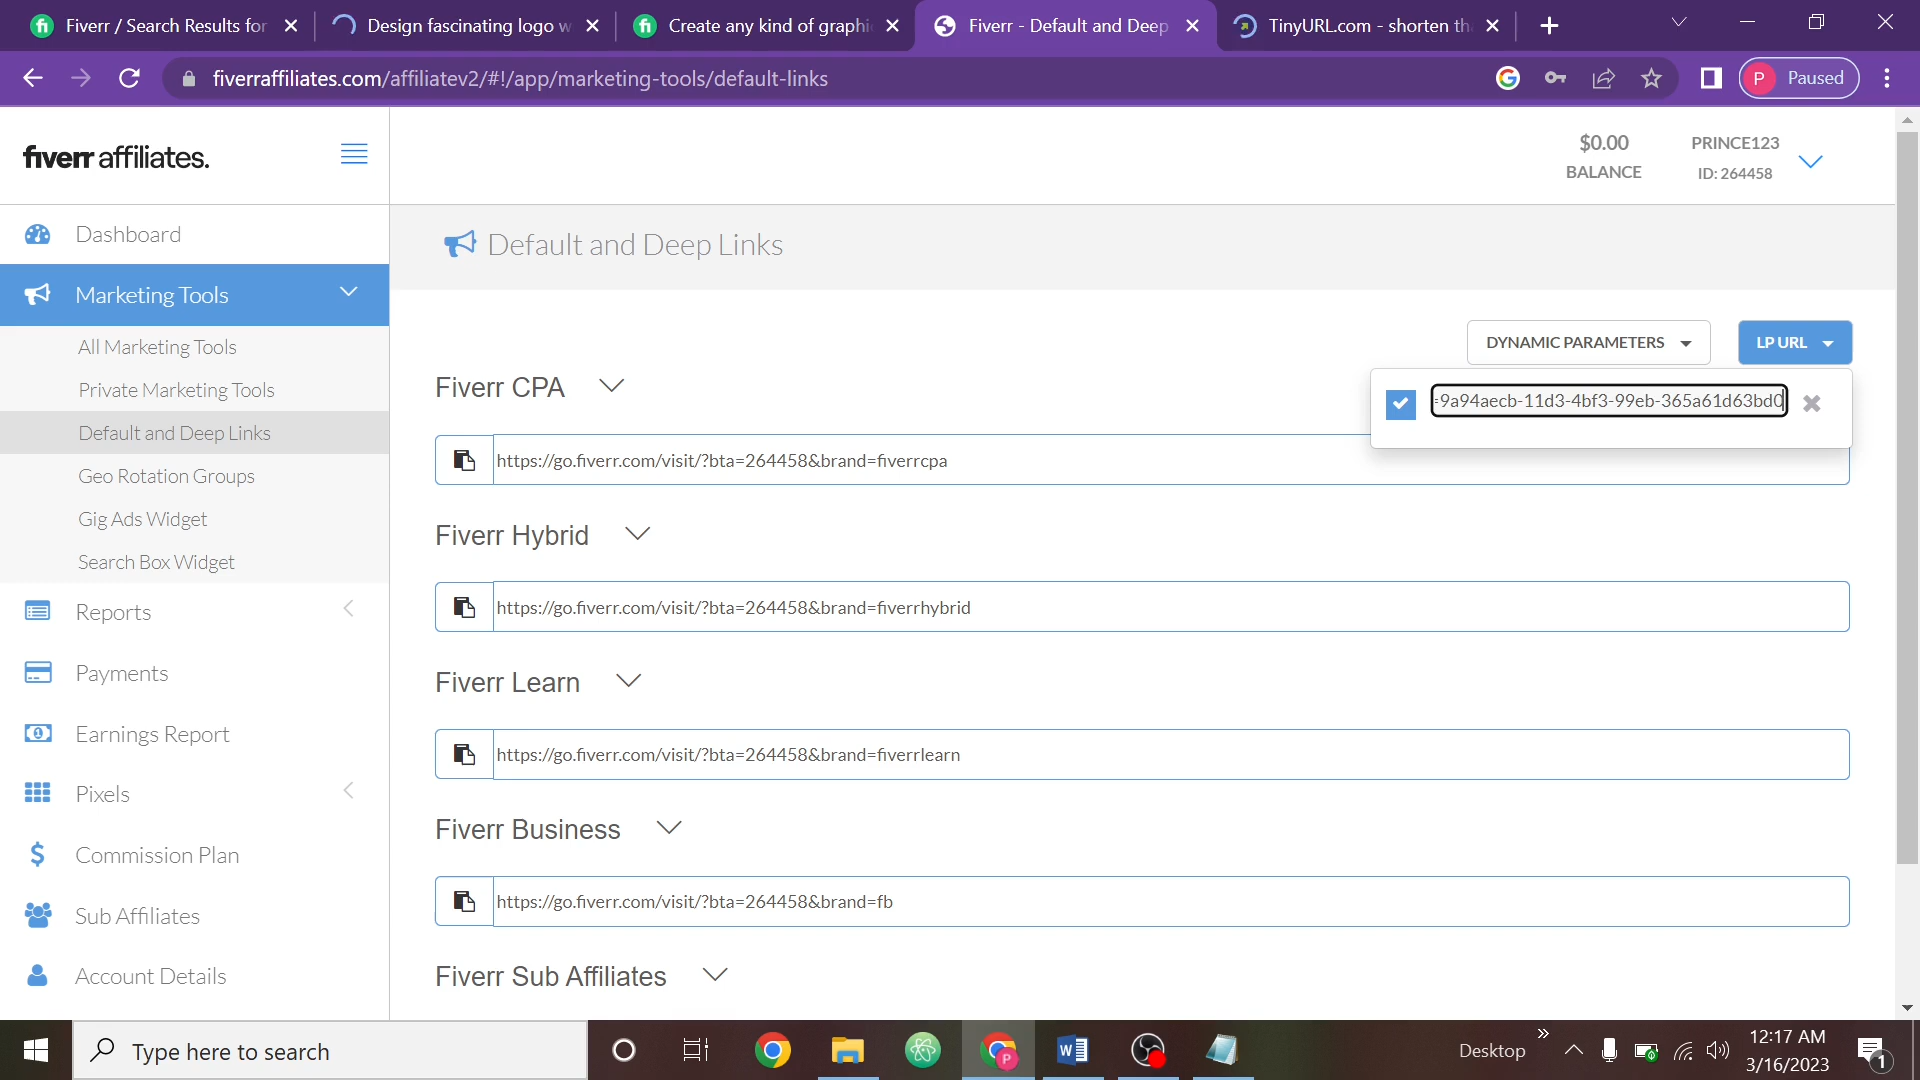 Fiverr / Search Results for
Design fascinating logo w
Create any kind of graphi
Fiverr - Default and Deep
TinyURL.com - shorten th
fiverraffiliates.com/affiliatev2/#!/app/marketing-tools/default-links
P Paused
fiverr affiliates.
$0.00
BALANCE
PRINCE123
ID: 264458
Dashboard
Marketing Tools
All Marketing Tools
Private Marketing Tools
Default and Deep Links
Geo Rotation Groups
Gig Ads Widget
Search Box Widget
Reports
Payments
Earnings Report
Pixels
Commission Plan
Sub Affiliates
Account Details
Default and Deep Links
DYNAMIC PARAMETERS
LP URL
=9a94aecb-11d3-4bf3-99eb-365a61d63bd0
Fiverr CPA
https://go.fiverr.com/visit/?bta=264458&brand=fiverrcpa
Fiverr Hybrid
https://go.fiverr.com/visit/?bta=264458&brand=fiverrhybrid
Fiverr Learn
https://go.fiverr.com/visit/?bta=264458&brand=fiverrlearn
Fiverr Business
https://go.fiverr.com/visit/?bta=264458&brand=fb
Fiverr Sub Affiliates
Type here to search
Desktop
12:17 AM
3/16/2023
1